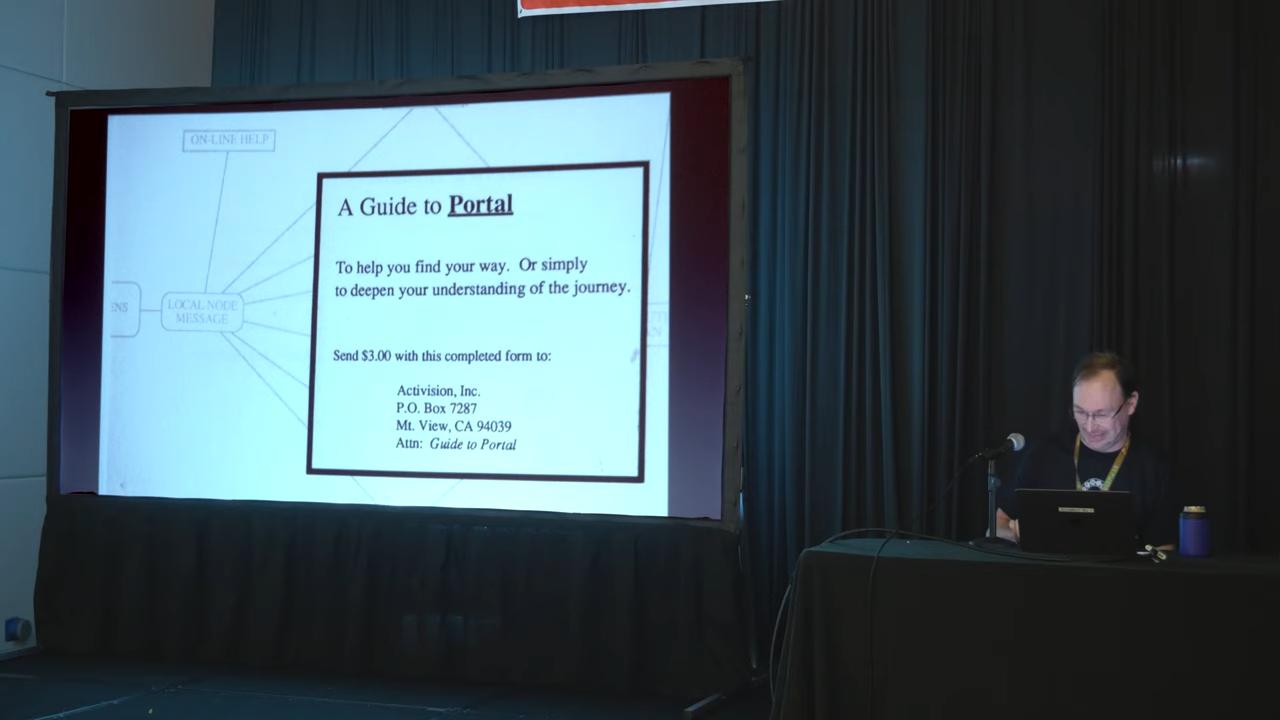 ON-LINE HELP
A Guide to Portal
To help you find your way. Or simply
to deepen your understanding of the journey.
ENS
LOCAL NODE
MESSAGE
Send $3.00 with this completed form to:
Activision, Inc.
P.O. Box 7287
Mt. View, CA 94039
Attn: Guide to Portal